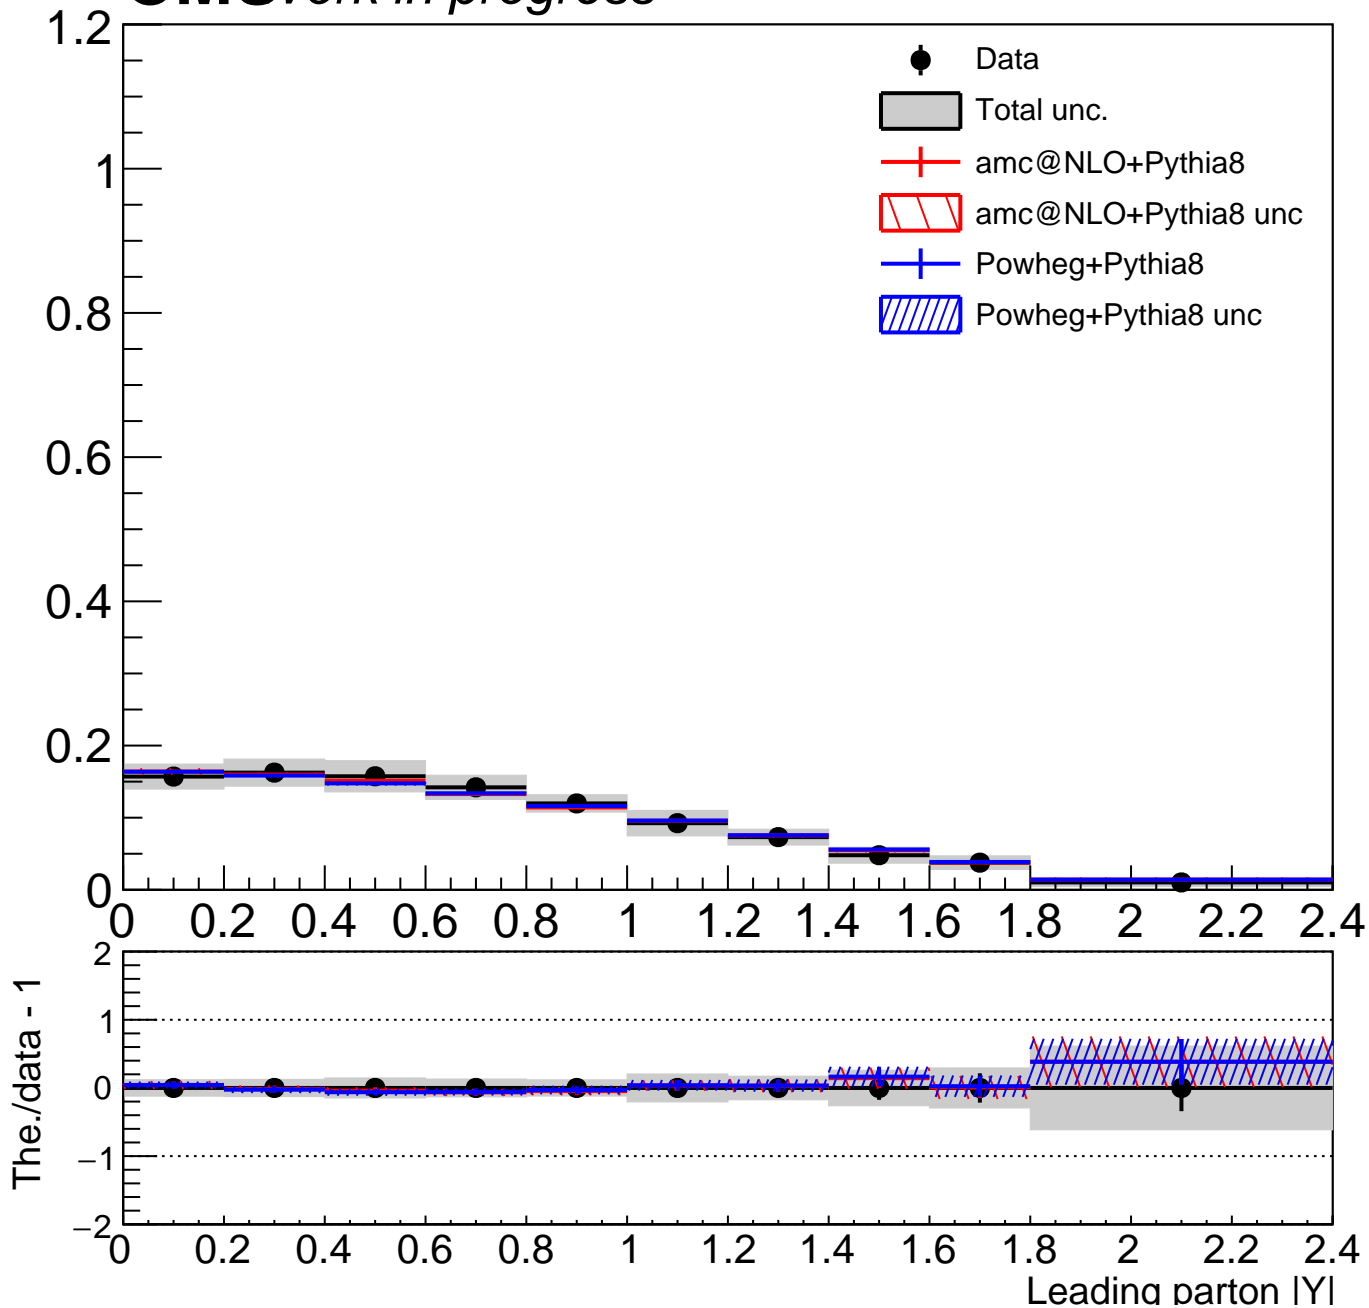 CMS
in progress
1.2
1
0.8
0.6
0.4
0.2
0
Data
Total unc.
amc@NLO+Pythia8
amc@NLO+Pythia8 unc
Powheg+Pythia8
Powheg+Pythia8 unc
0 0.2 0.4 0.6 0.8 1 1.2 1.4 1.6 1.8 2 2.2 2.4
The./data - 1
2
1
0
−1
−2
0 0.2 0.4 0.6 0.8 1 1.2 1.4 1.6 1.8 2 2.2 2.4
Leading parton |Y|